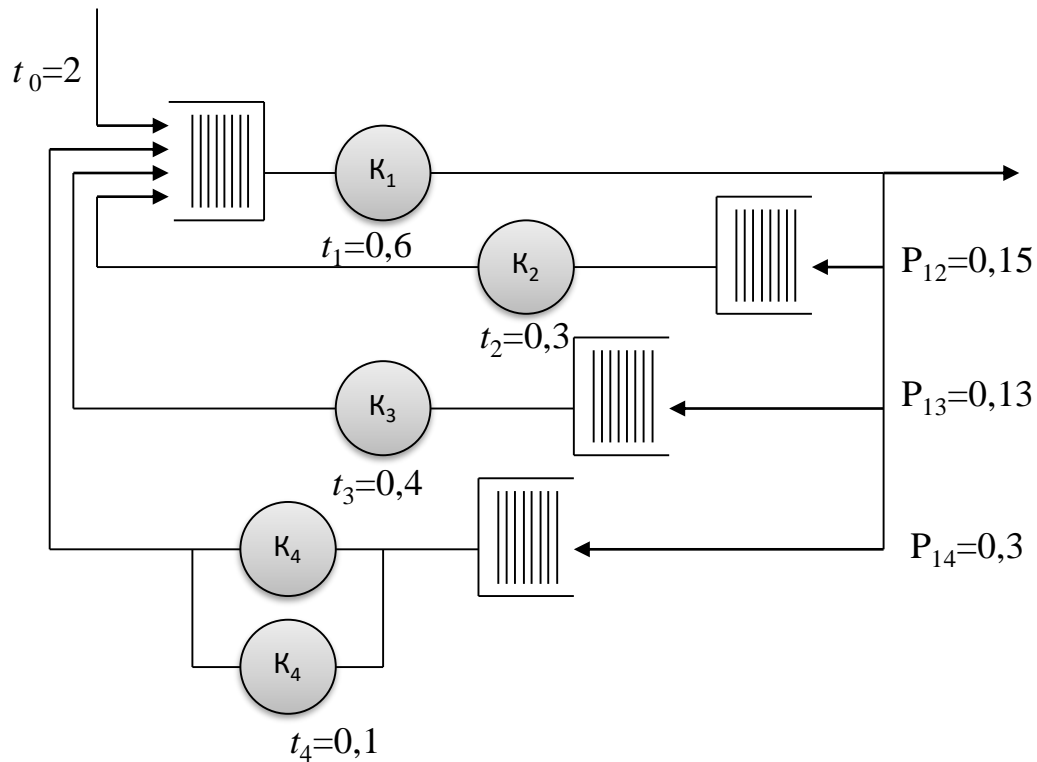 t₀=2
К₁
t₁=0,6
К₂
P₁₂=0,15
t₂=0,3
К₃
P₁₃=0,13
t₃=0,4
К₄
P₁₄=0,3
К₄
t₄=0,1